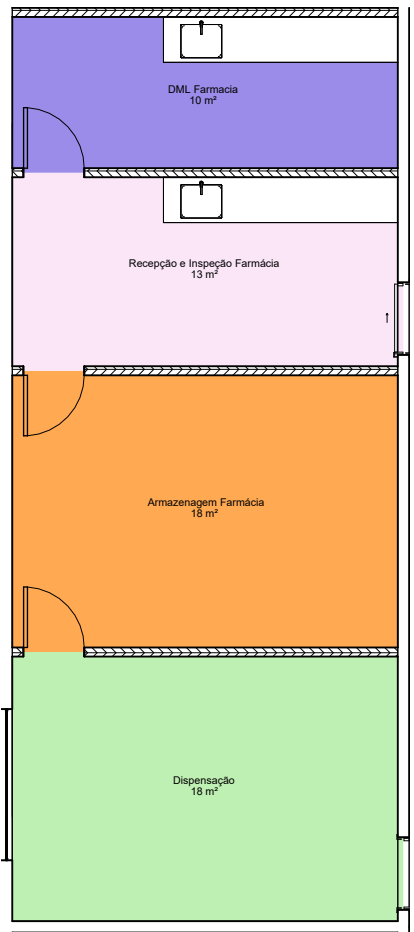 DML Farmacia
10 m²
Recepção e Inspeção Farmácia
13 m²
Armazenagem Farmácia
18 m²
Dispensação
18 m²